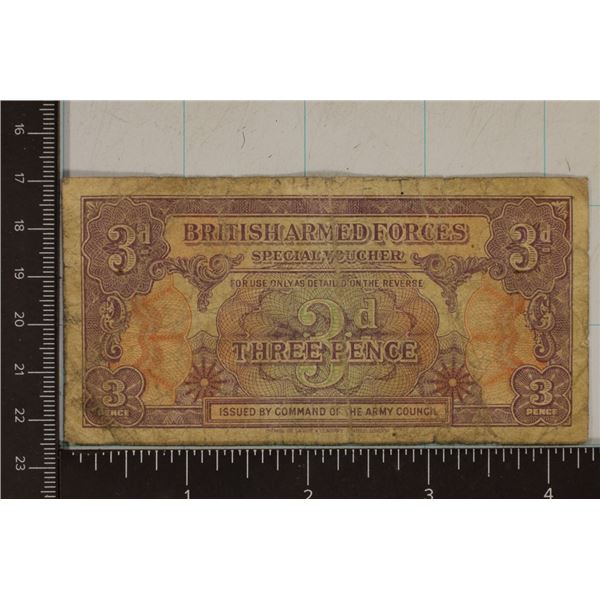 3d
BRITISH ARMED FORCES
3d
SPECIAL VOUCHER
FOR USE ONLY AS DETAILED ON THE REVERSE
3d
THREE PENCE
3
PENCE
3
PENCE
ISSUED BY COMMAND OF THE ARMY COUNCIL
16
17
18
19
20
21
22
23
1
2
3
4